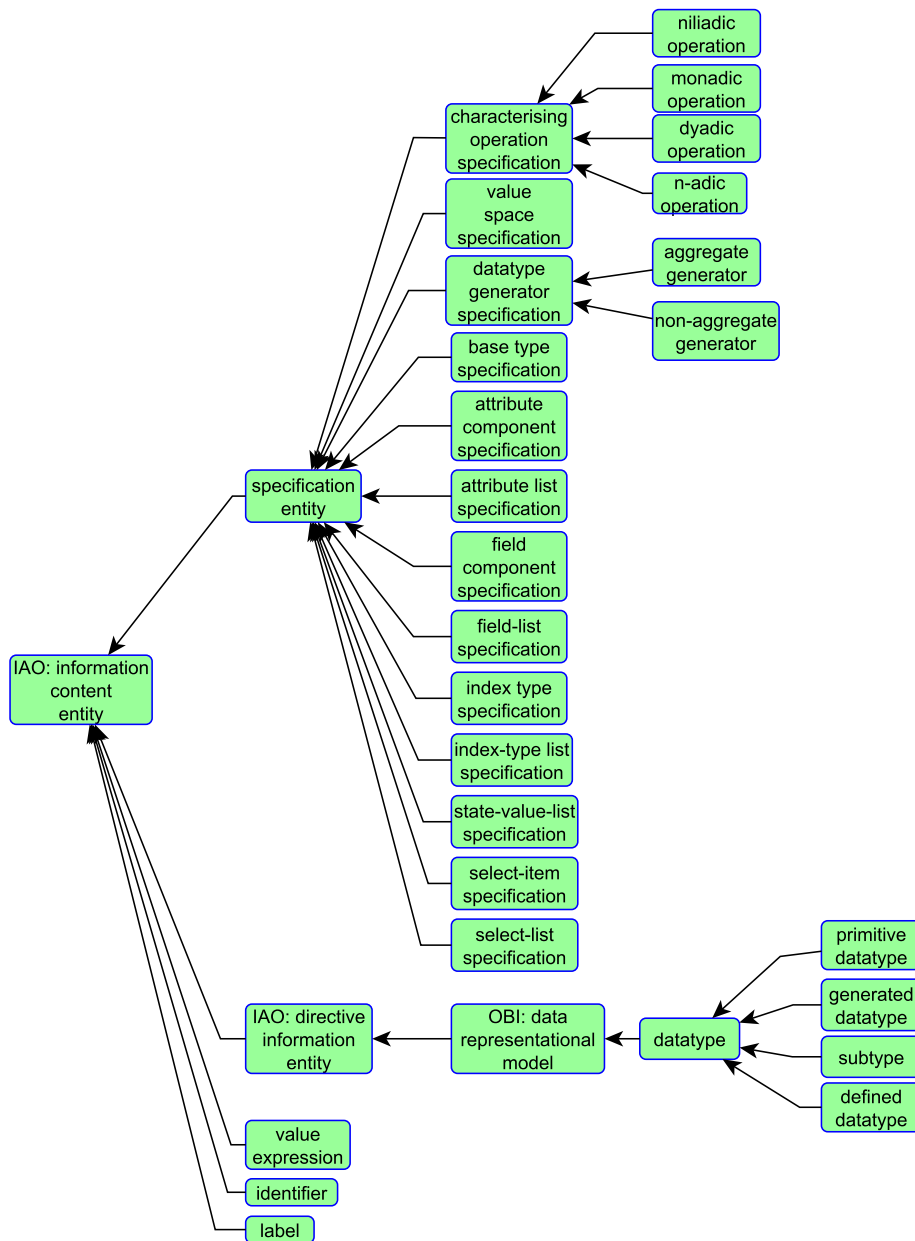 niliadic
operation
monadic
operation
characterising
operation
specification
dyadic
operation
n-adic
operation
value
space
specification
aggregate
generator
datatype
generator
specification
non-aggregate
generator
base type
specification
attribute
component
specification
specification
entity
attribute list
specification
field
component
specification
field-list
specification
IAO: information
content
entity
index type
specification
index-type list
specification
state-value-list
specification
select-item
specification
select-list
specification
primitive
datatype
generated
datatype
IAO: directive
information
entity
OBI: data
representational
model
datatype
subtype
defined
datatype
value
expression
identifier
label